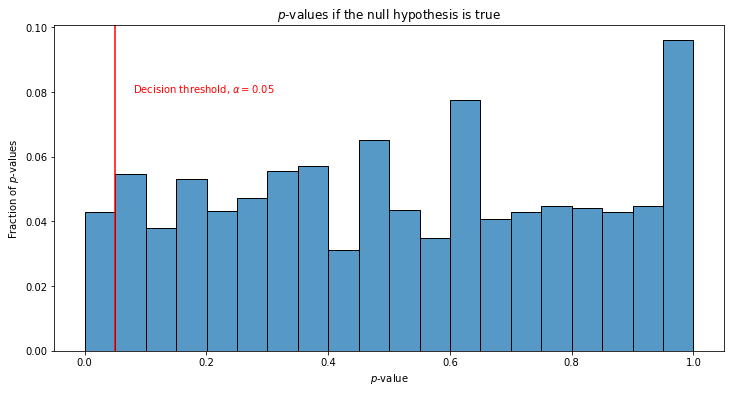 p-values if the null hypothesis is true
Decision threshold, α = 0.05
Fraction of p-values
0.10
0.08
0.06
0.04
0.02
0.00
0.0 0.2 0.4 0.6 0.8 1.0
p-value